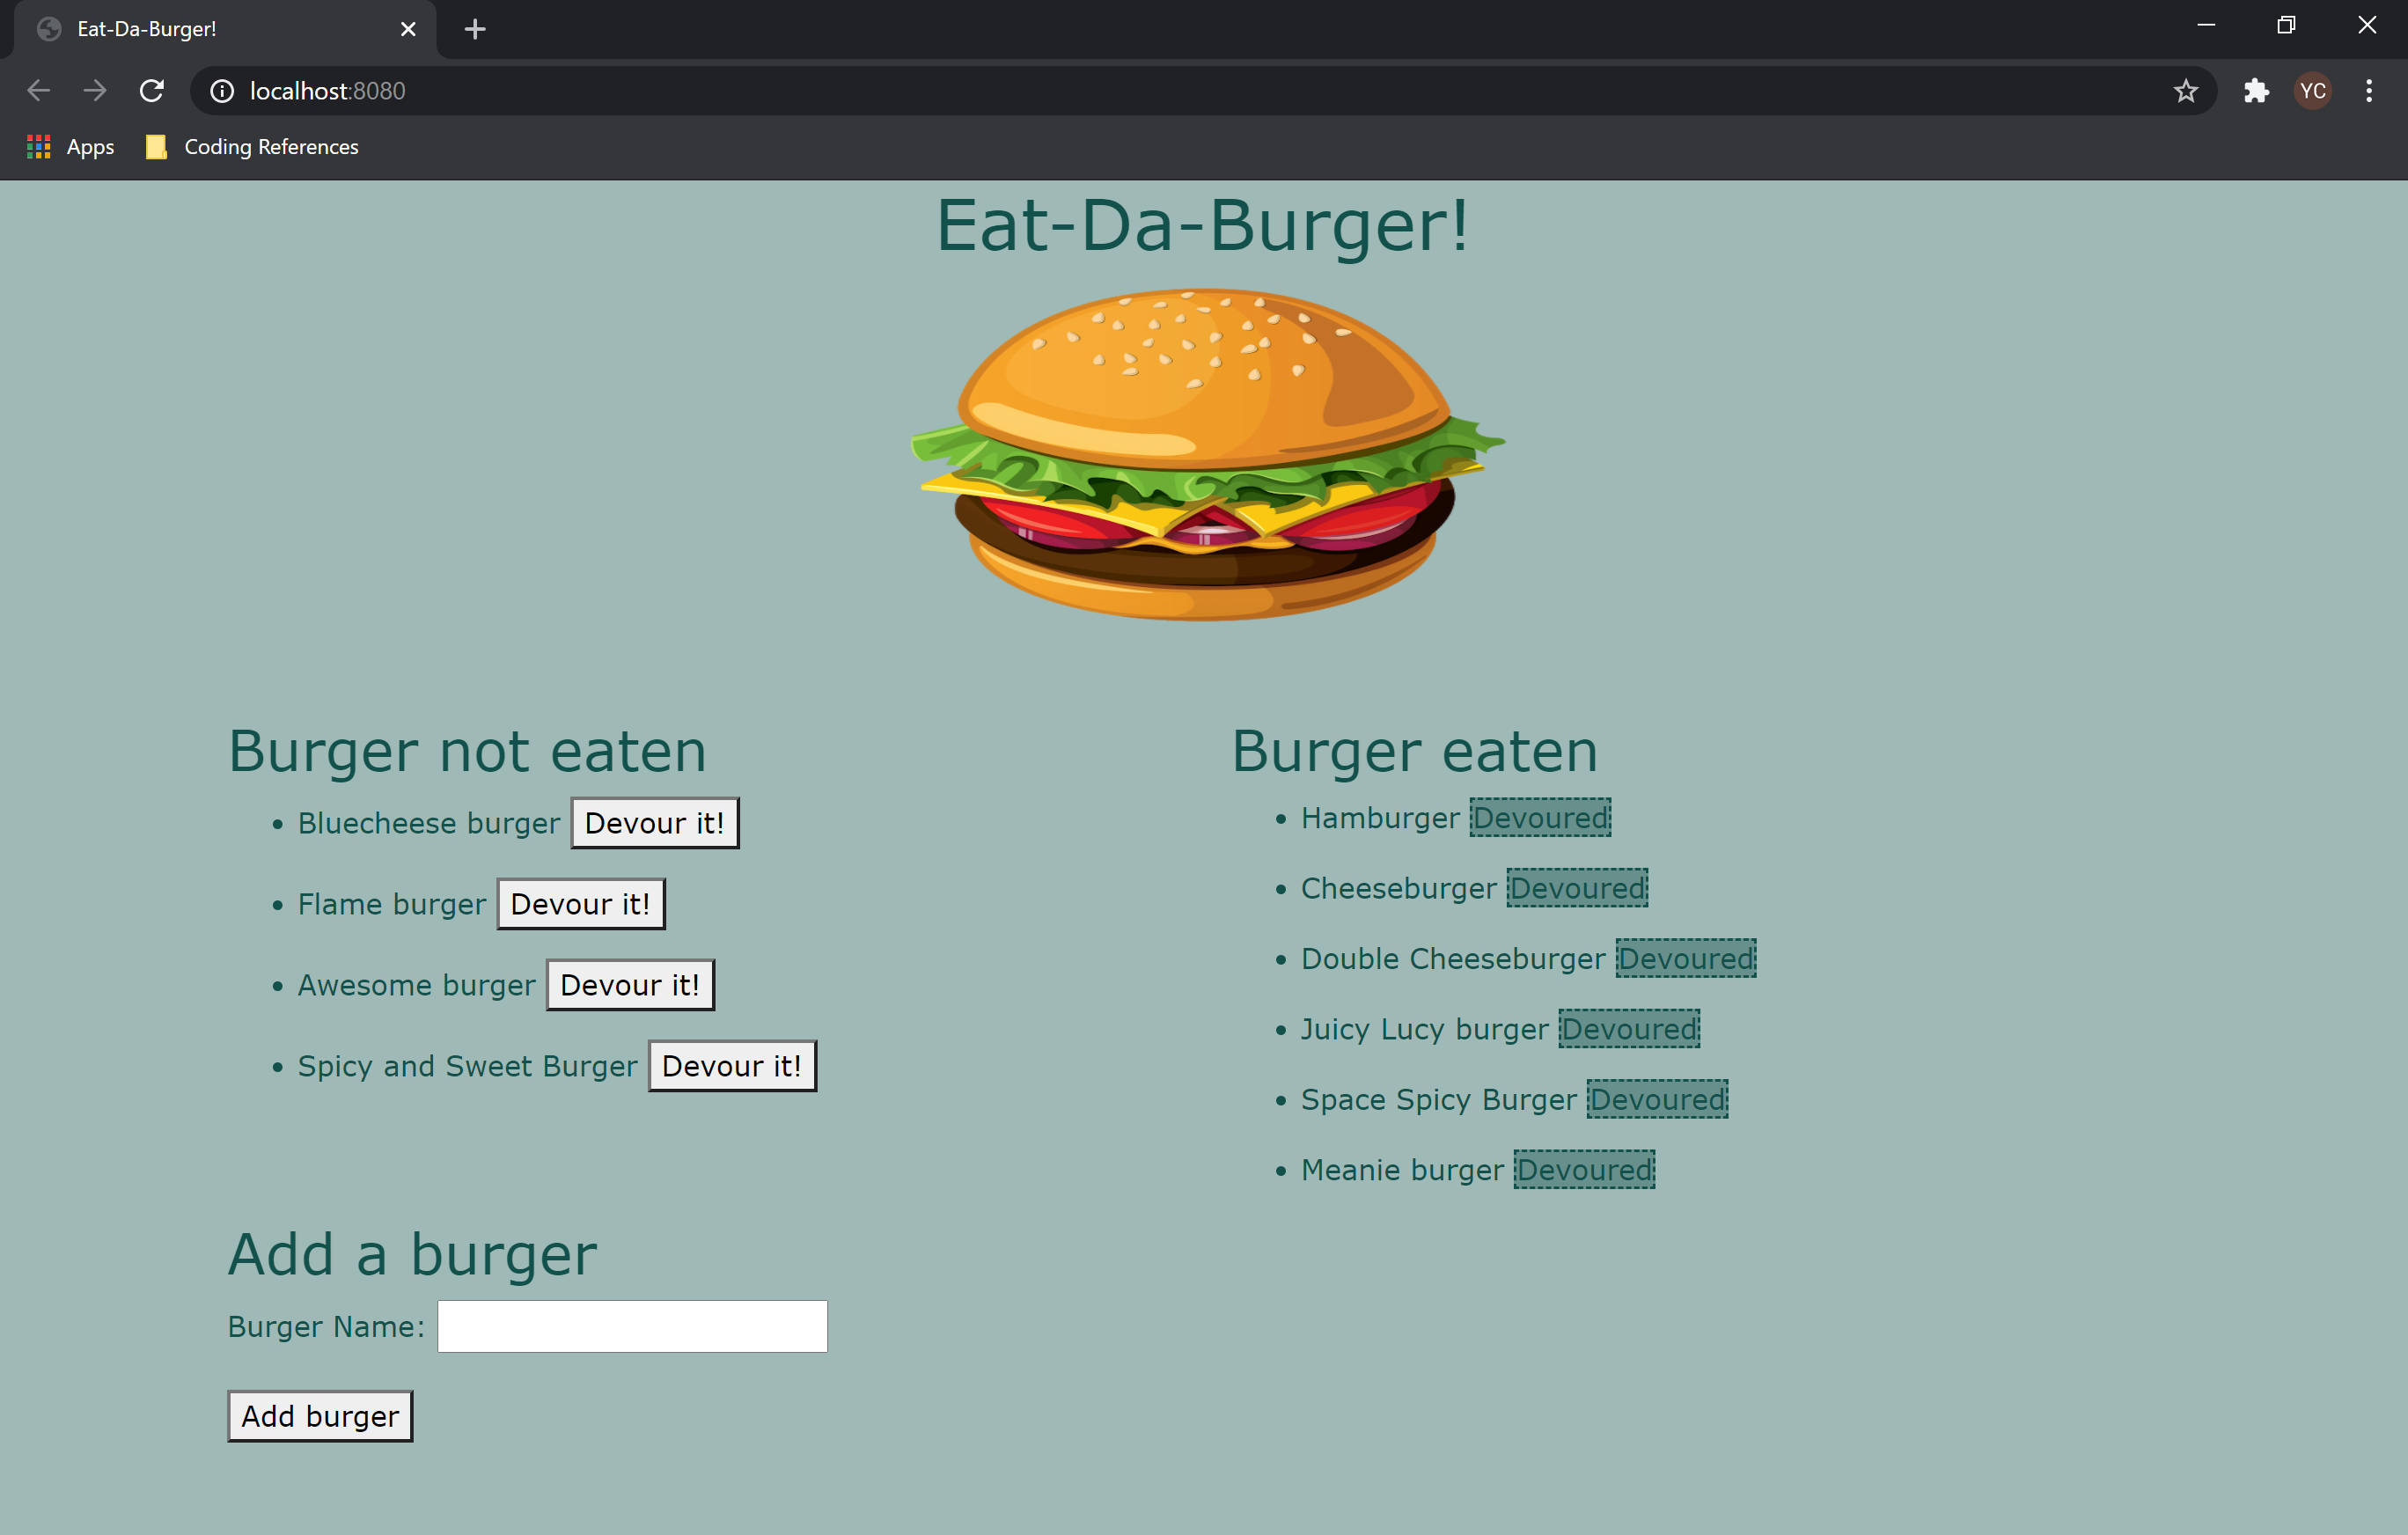 Eat-Da-Burger!
localhost:8080
YC
Apps
Coding References
Eat-Da-Burger!
Burger not eaten
Bluecheese burger Devour it!
Flame burger Devour it!
Awesome burger Devour it!
Spicy and Sweet Burger Devour it!
Burger eaten
Hamburger Devoured
Cheeseburger Devoured
Double Cheeseburger Devoured
Juicy Lucy burger Devoured
Space Spicy Burger Devoured
Meanie burger Devoured
Add a burger
Burger Name:
Add burger